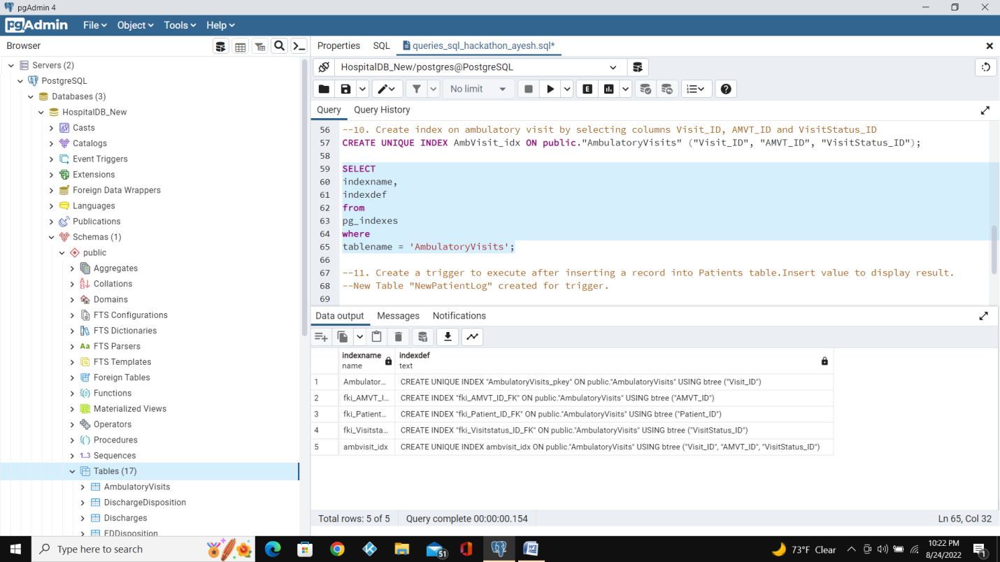 pgAdmin 4
pgAdmin
File
Object
Tools
Help
Browser
Servers (2)
PostgreSQL
Databases (3)
HospitalDB_New
Casts
Catalogs
Event Triggers
Extensions
Foreign Data Wrappers
Languages
Publications
Schemas (1)
public
Aggregates
Collations
Domains
FTS Configurations
FTS Dictionaries
Aa FTS Parsers
FTS Templates
Foreign Tables
Functions
Materialized Views
Operators
Procedures
1..3 Sequences
Tables (17)
AmbulatoryVisits
DischargeDisposition
Discharges
EDDisposition
Properties
SQL
queries_sql_hackathon_ayesh.sql*
HospitalDB_New/postgres@PostgreSQL
No limit
E
Query
Query History
56 --10. Create index on ambulatory visit by selecting columns Visit_ID, AMVT_ID and VisitStatus_ID
57 CREATE UNIQUE INDEX AmbVisit_idx ON public."AmbulatoryVisits" ("Visit_ID", "AMVT_ID", "VisitStatus_ID");
58
59 SELECT
60 indexname,
61 indexdef
62 from
63 pg_indexes
64 where
65 tablename = 'AmbulatoryVisits';
66
67 --11. Create a trigger to execute after inserting a record into Patients table.Insert value to display result.
68 --New Table "NewPatientLog" created for trigger.
69
Data output
Messages
Notifications
indexname indexdef
name text
1 Ambulator... CREATE UNIQUE INDEX "AmbulatoryVisits_pkey" ON public."AmbulatoryVisits" USING btree ("Visit_ID")
2 fki_AMVT_I... CREATE INDEX "fki_AMVT_ID_FK" ON public."AmbulatoryVisits" USING btree ("AMVT_ID")
3 fki_Patient... CREATE INDEX "fki_Patient_ID_FK" ON public."AmbulatoryVisits" USING btree ("Patient_ID")
4 fki_Visitsta... CREATE INDEX "fki_Visitstatus_ID_FK" ON public."AmbulatoryVisits" USING btree ("VisitStatus_ID")
5 ambvisit_idx CREATE UNIQUE INDEX ambvisit_idx ON public."AmbulatoryVisits" USING btree ("Visit_ID", "AMVT_ID", "VisitStatus_ID")
Total rows: 5 of 5
Query complete 00:00:00.154
Ln 65, Col 32
Type here to search
51
73°F Clear
10:22 PM
8/24/2022
1